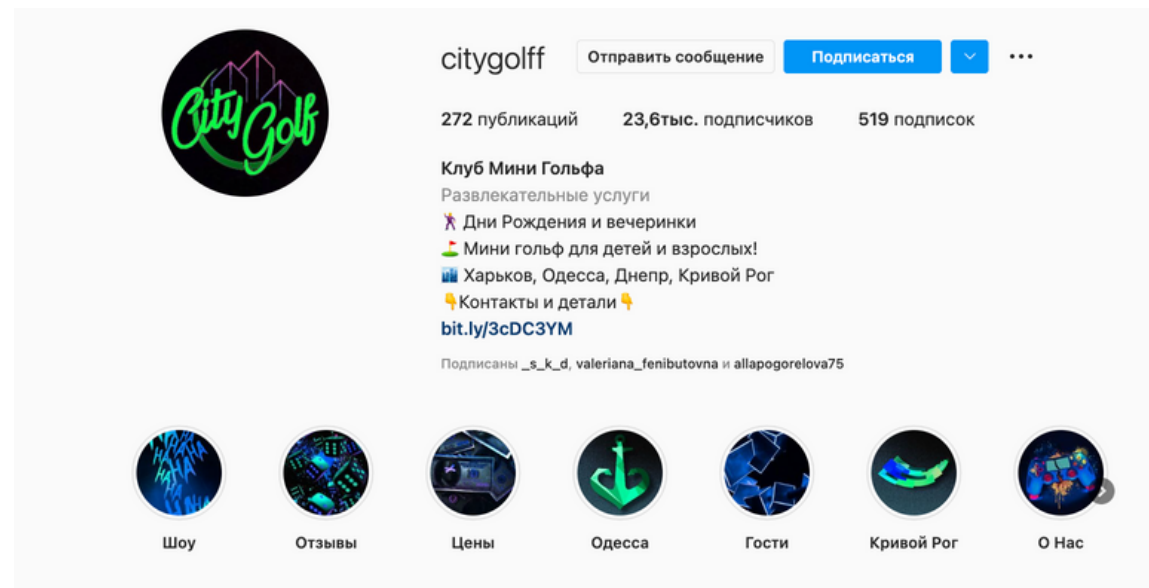 City Golf
citygolff Отправить сообщение Подписаться
272 публикаций 23,6тыс. подписчиков 519 подписок
Клуб Мини Гольфа
Развлекательные услуги
🕺 Дни Рождения и вечеринки
⛳ Мини гольф для детей и взрослых!
🏙 Харьков, Одесса, Днепр, Кривой Рог
👇Контакты и детали👇
bit.ly/3cDC3YM
Подписаны _s_k_d, valeriana_fenibutovna и allapogorelova75
HAHAHA
Шоу Отзывы Цены Одесса Гости Кривой Рог О Нас